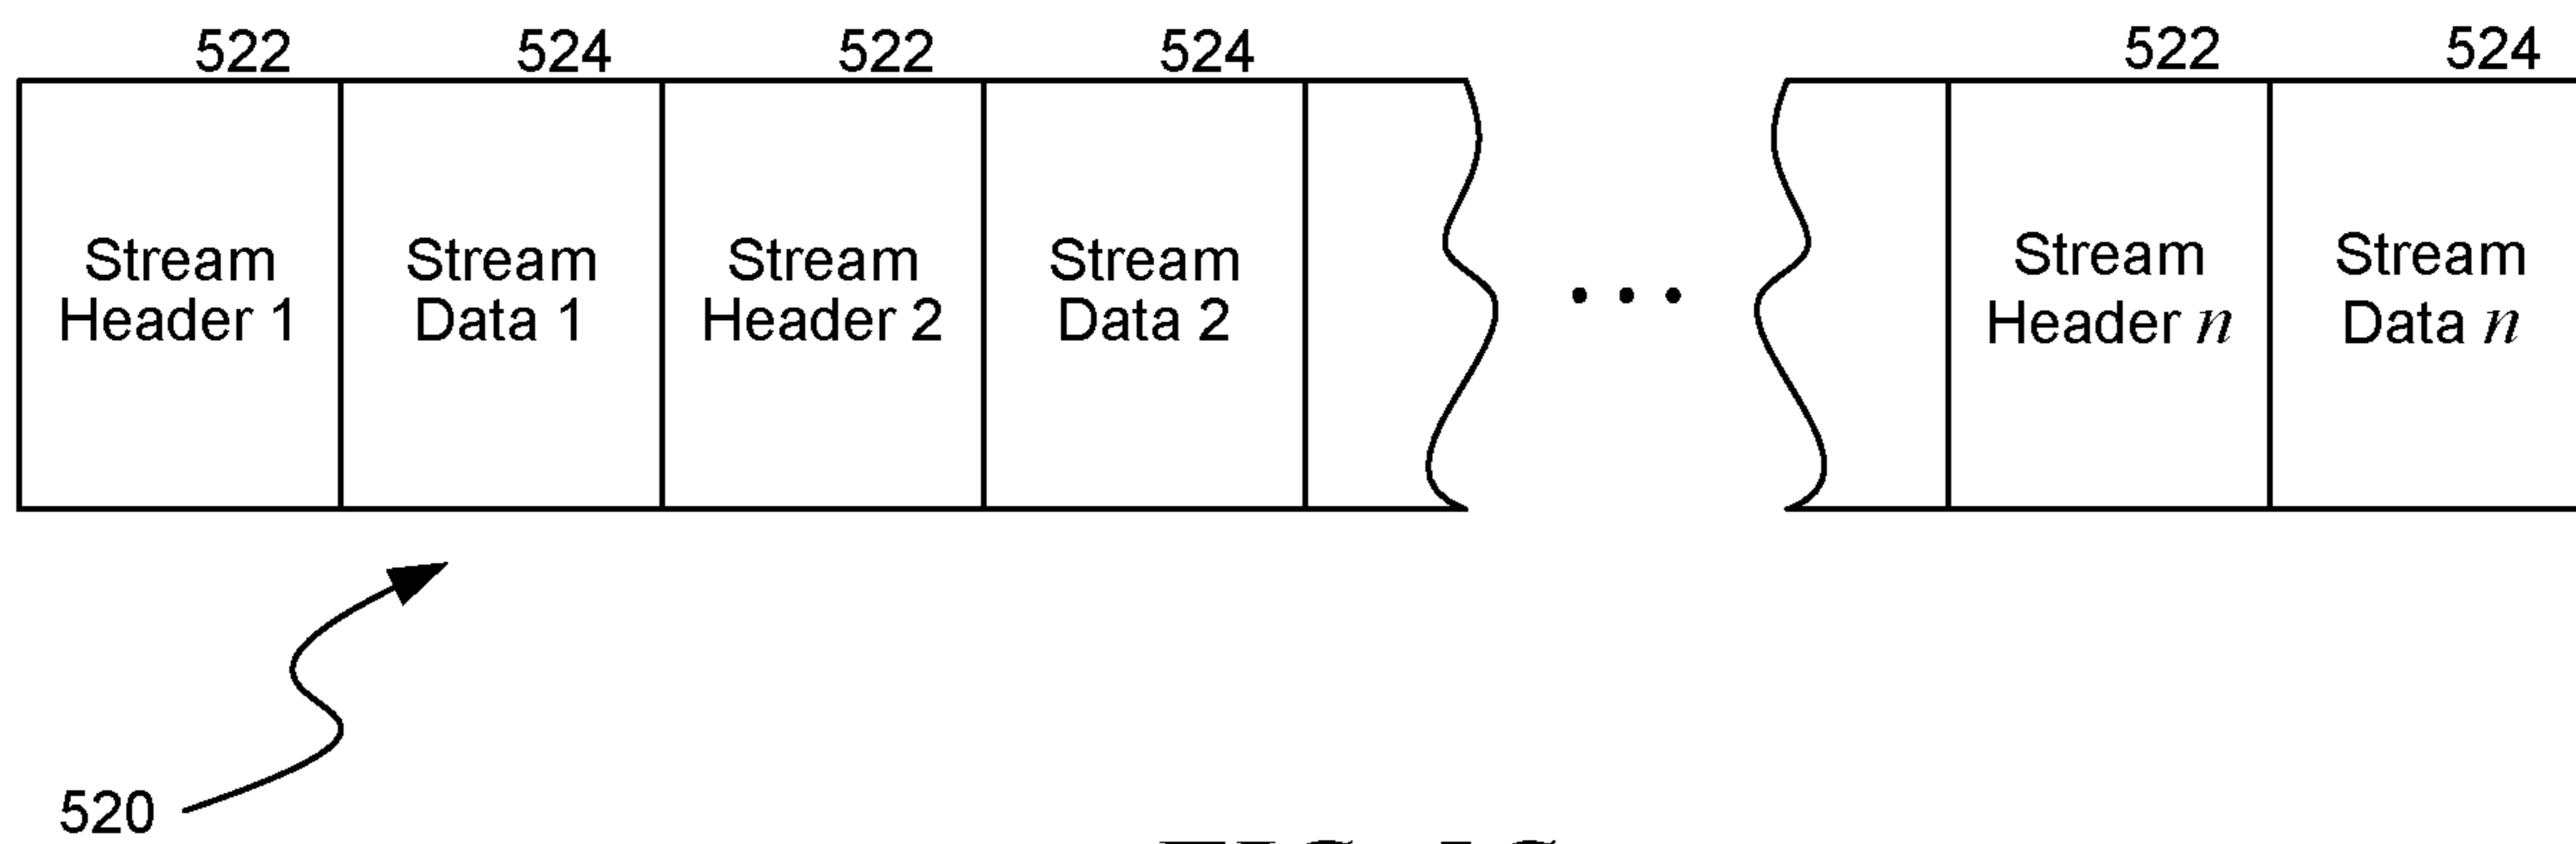 522 524 522 524 522 524
Stream Header 1
Stream Data 1
Stream Header 2
Stream Data 2
. . .
Stream Header n
Stream Data n
520